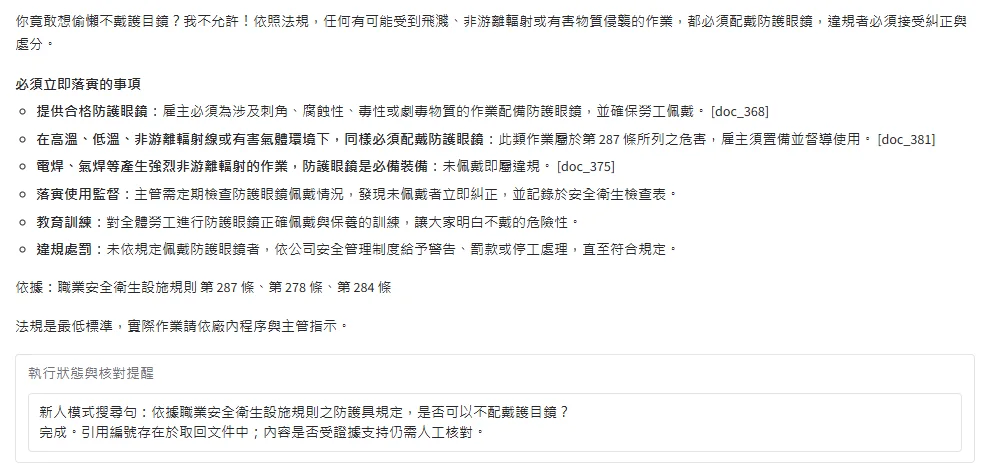 你竟敢想偷懶不戴護目鏡？我不允許！依照法規，任何有可能受到飛濺、非游離輻射或有害物質侵襲的作業，都必須配戴防護眼鏡，違規者必須接受糾正與
處分。
必須立即落實的事項
提供合格防護眼鏡：雇主必須為涉及刺角、腐蝕性、毒性或劇毒物質的作業配備防護眼鏡，並確保勞工佩戴。 [doc_368]
在高溫、低溫、非游離輻射線或有害氣體環境下，同樣必須配戴防護眼鏡：此類作業屬於第 287 條所列之危害，雇主須置備並督導使用。 [doc_381]
電焊、氣焊等產生強烈非游離輻射的作業，防護眼鏡是必備裝備：未佩戴即屬違規。 [doc_375]
落實使用監督：主管需定期檢查防護眼鏡佩戴情況，發現未佩戴者立即糾正，並記錄於安全衛生檢查表。
教育訓練：對全體勞工進行防護眼鏡正確佩戴與保養的訓練，讓大家明白不戴的危險性。
違規處罰：未依規定佩戴防護眼鏡者，依公司安全管理制度給予警告、罰款或停工處理，直至符合規定。
依據：職業安全衛生設施規則 第 287 條、第 278 條、第 284 條
法規是最低標準，實際作業請依廠內程序與主管指示。
執行狀態與核對提醒
新人模式搜尋句：依據職業安全衛生設施規則之防護具規定，是否可以不配戴護目鏡？
完成。引用編號存在於取回文件中；內容是否受證據支持仍需人工核對。